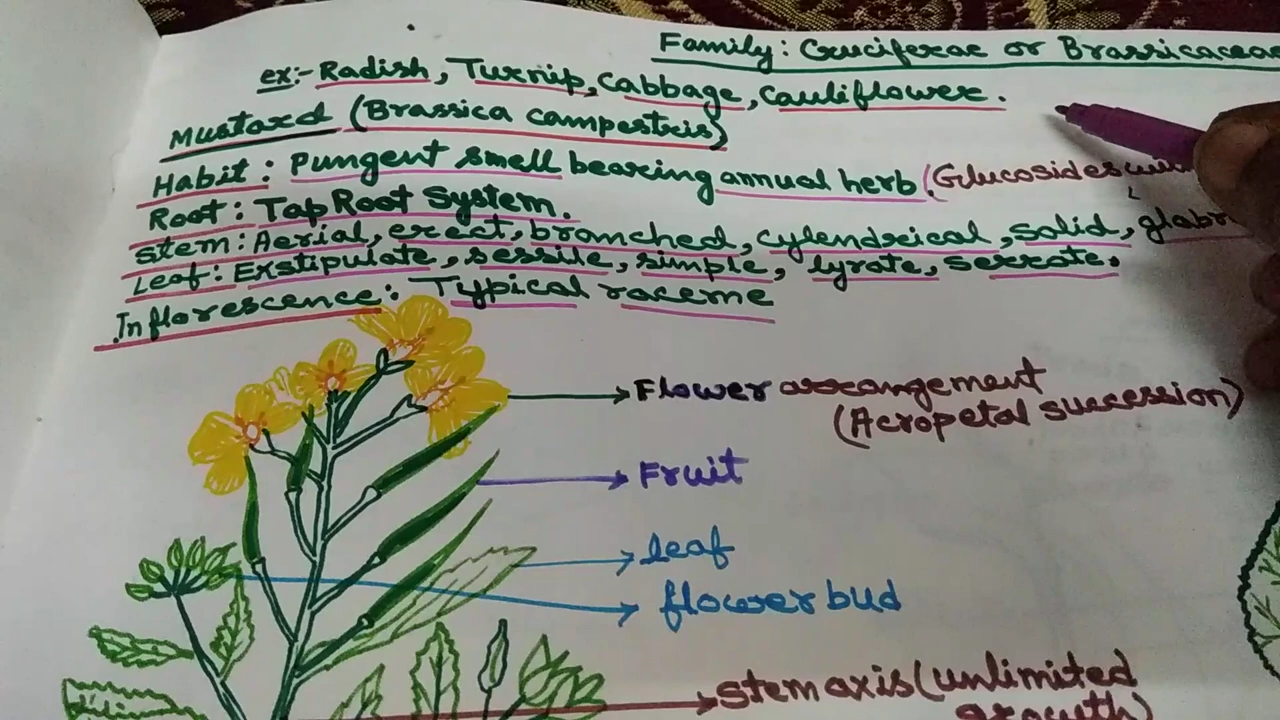 Family: Cruciferae or Brassicaceae
ex:- Radish, Turnip, Cabbage, Cauliflower.
Mustard (Brassica campestris)
Habit: Pungent smell bearing annual herb (Glucosides
Root: Tap Root System.
stem: Aerial, erect, branched, cylendrical, solid,
Leaf: Exstipulate, sessile, simple, lyrate, serrate.
Inflorescence: Typical raceme
Flower arrangement
(Acropetal succession)
Fruit
leaf
flower bud
stem axis (unlimited
growth)